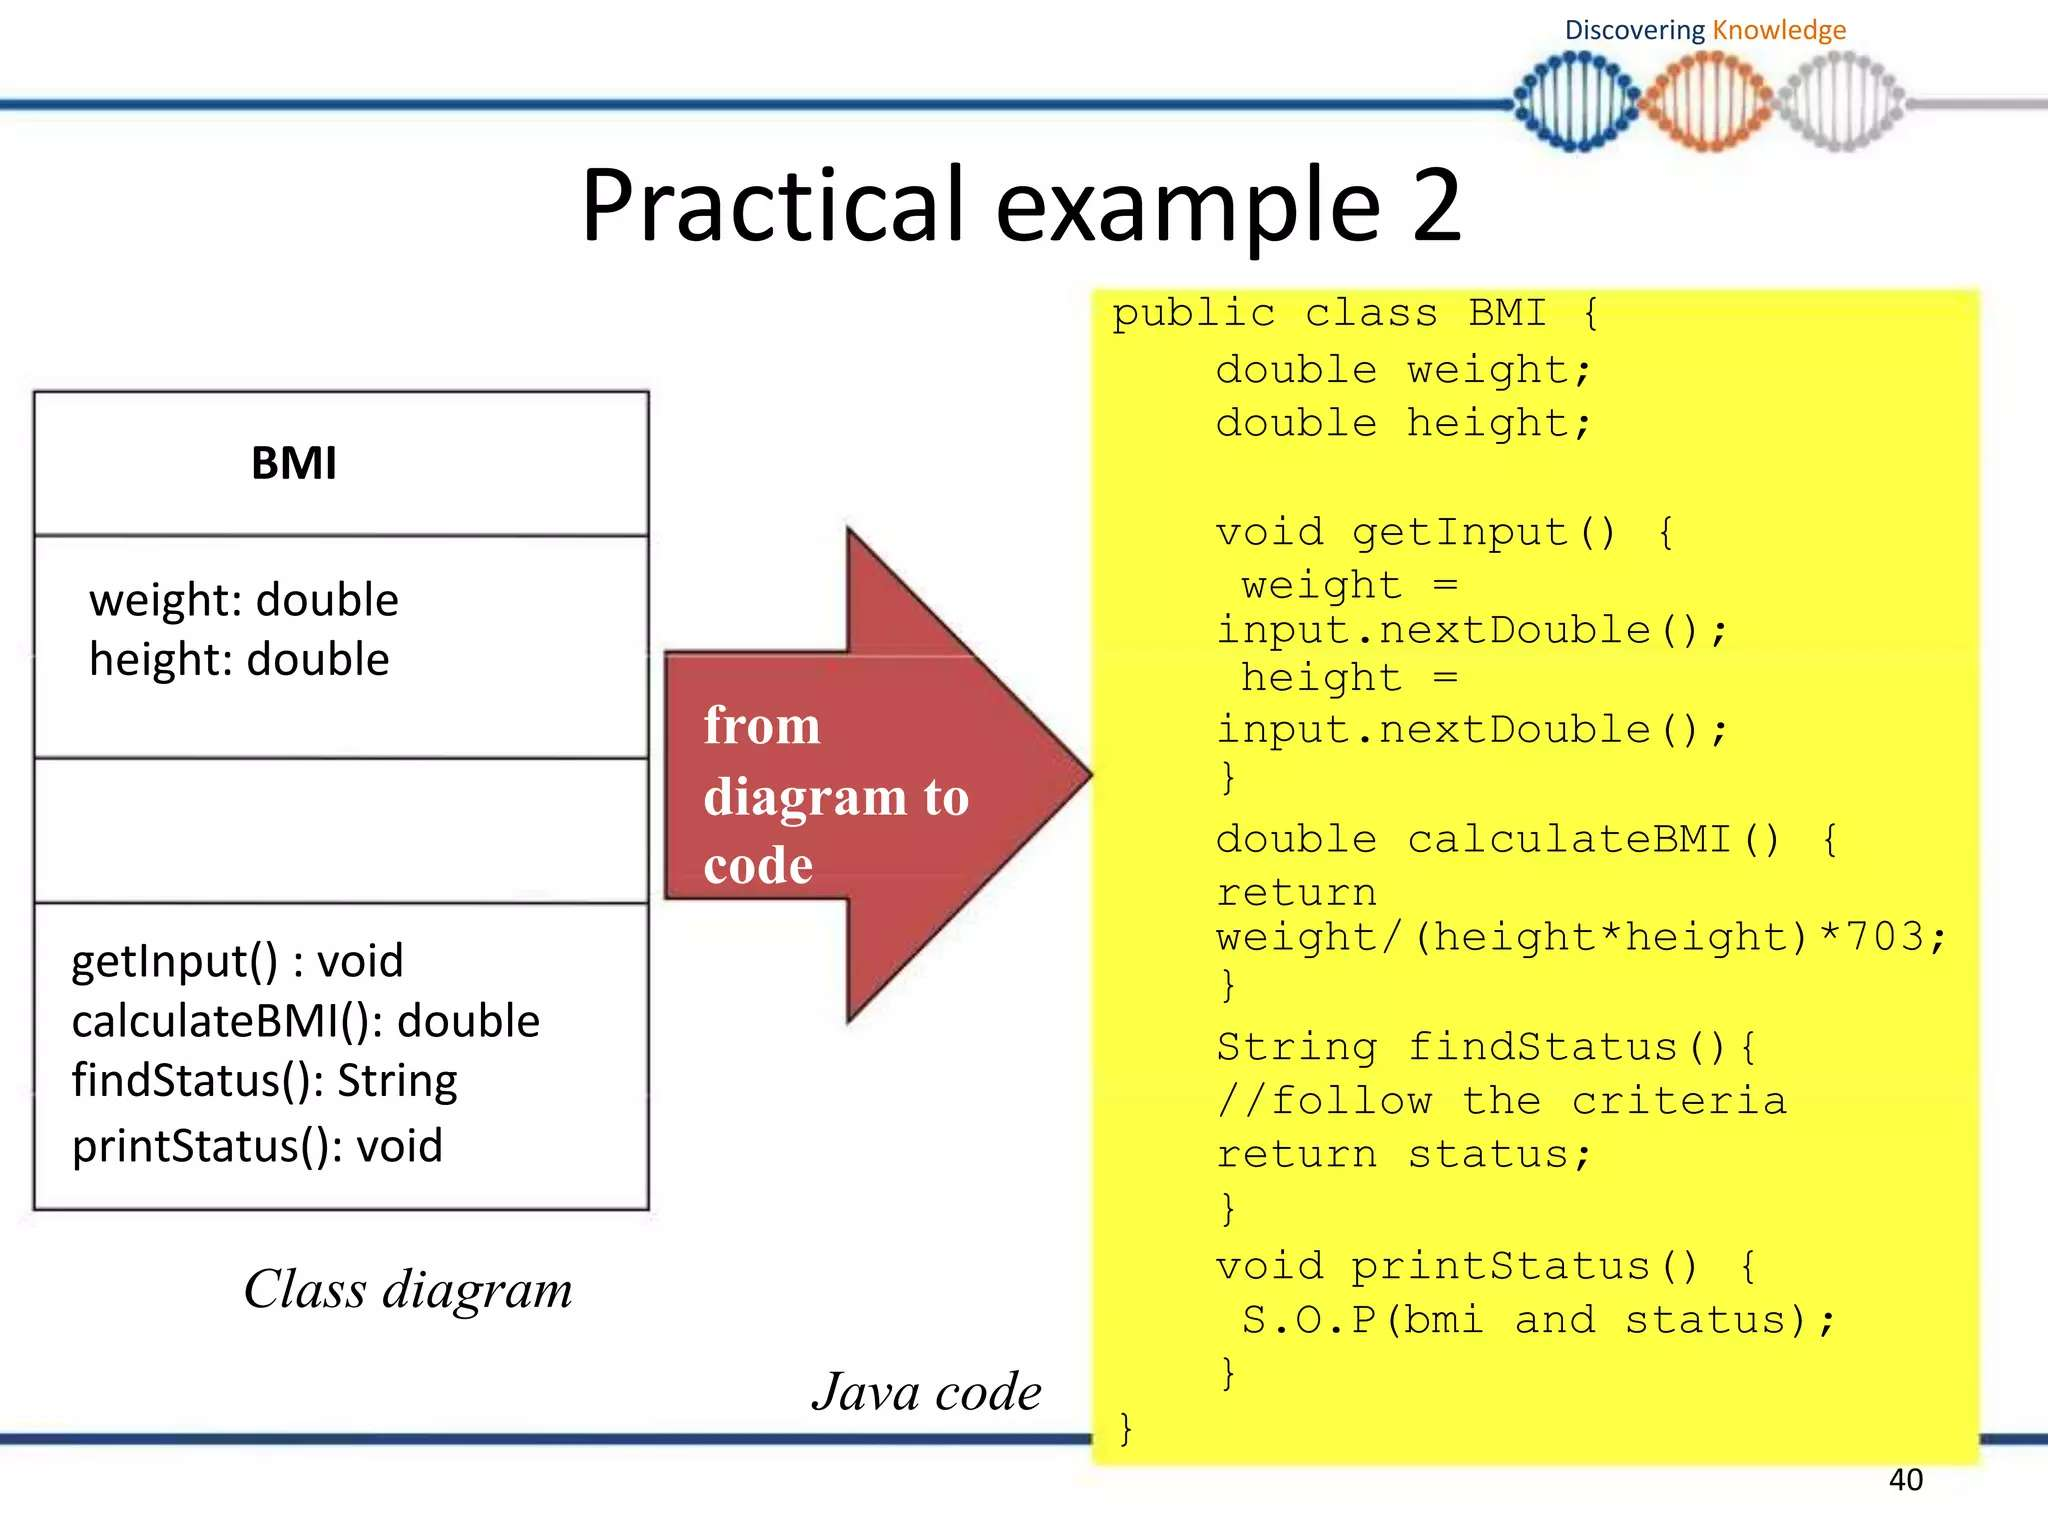 Discovering Knowledge
Practical example 2
BMI
weight: double
height: double
getInput() : void
calculateBMI(): double
findStatus(): String
printStatus(): void
Class diagram
from
diagram to
code
Java code
public class BMI {
double weight;
double height;
void getInput() {
weight =
input.nextDouble();
height =
input.nextDouble();
}
double calculateBMI() {
return
weight/(height*height)*703;
}
String findStatus(){
//follow the criteria
return status;
}
void printStatus() {
S.O.P(bmi and status);
}
}
40